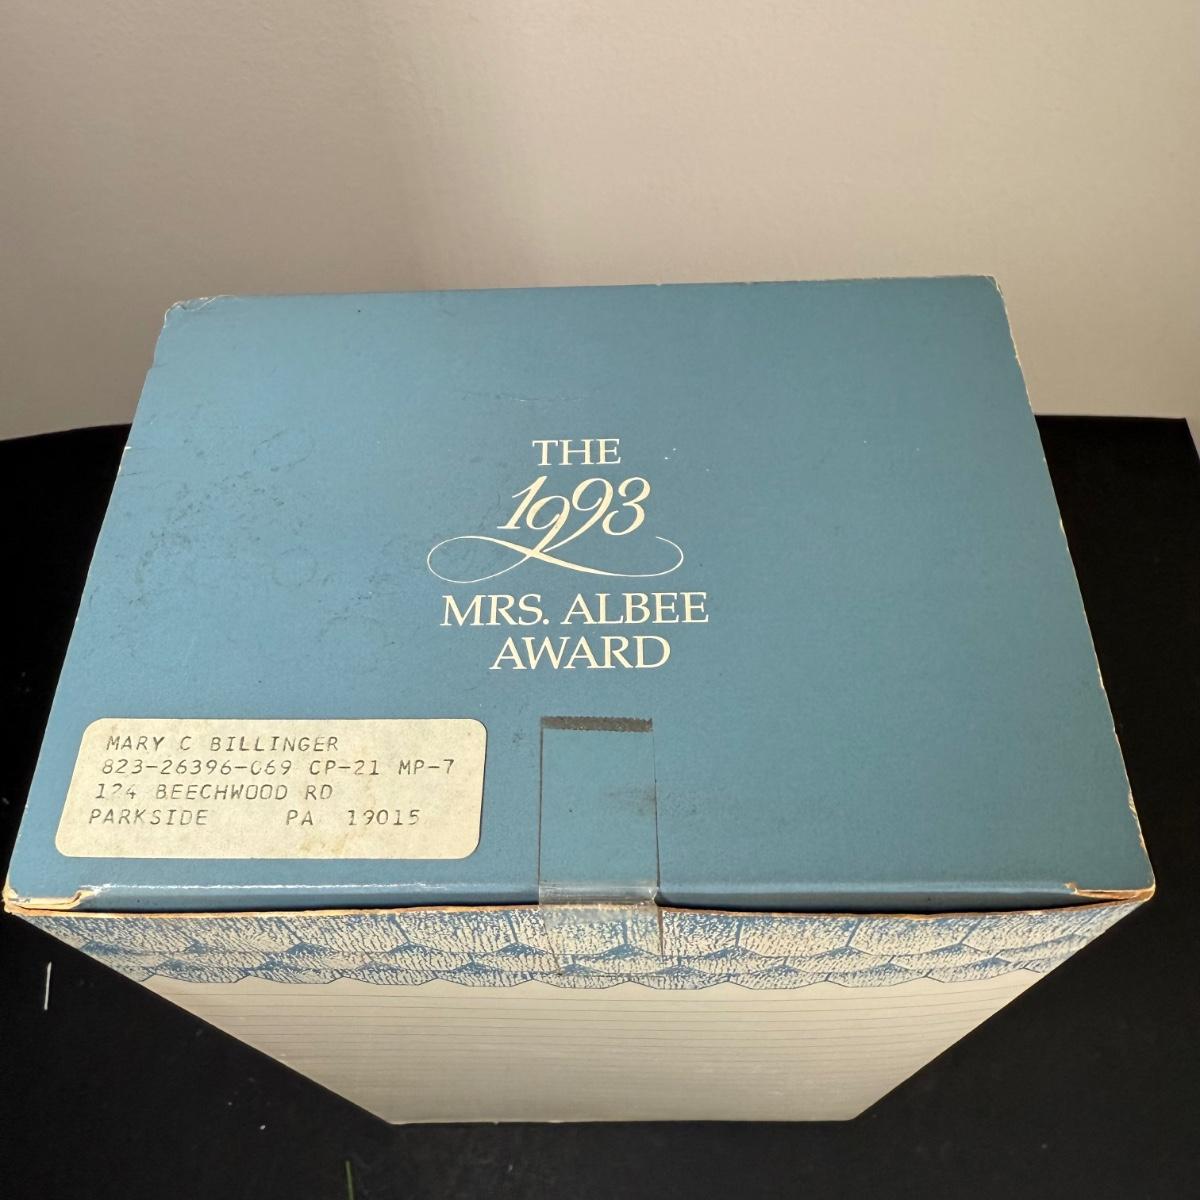 THE
1993
MRS. ALBEE
AWARD
MARY C BILLINGER
823-26396-069 CP-21 MP-7
124 BEECHWOOD RD
PARKSIDE PA 19015